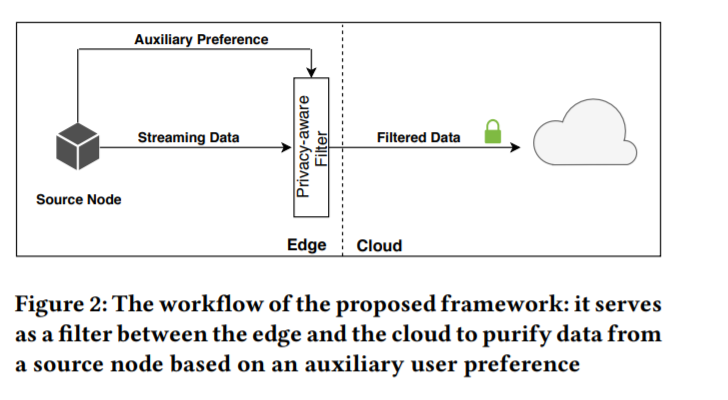 Auxiliary Preference
Streaming Data
Privacy-aware
Filter
Filtered Data
Source Node
Edge
Cloud
Figure 2: The workflow of the proposed framework: it serves
as a filter between the edge and the cloud to purify data from
a source node based on an auxiliary user preference